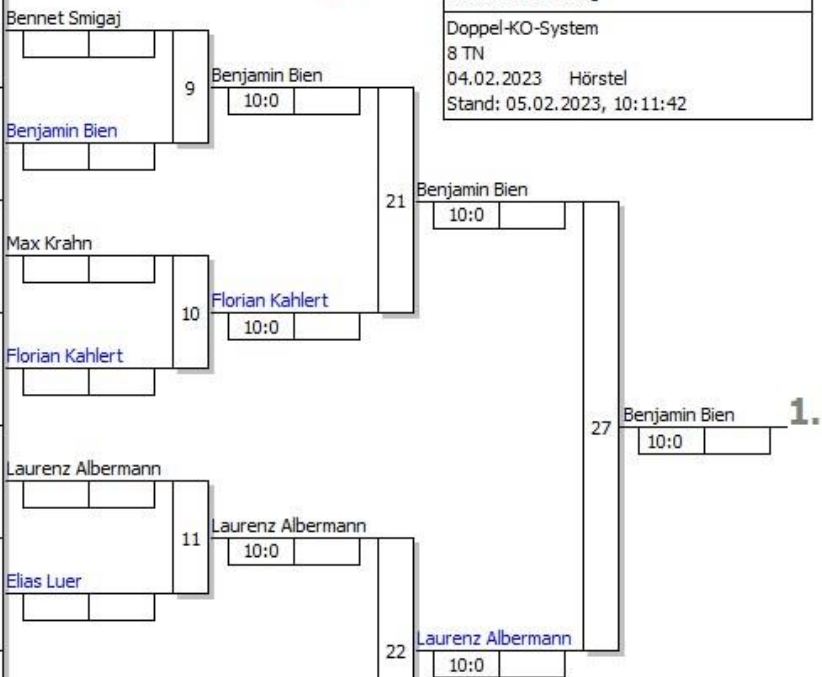 Doppel-KO-System
8 TN
04.02.2023 Hörstel
Stand: 05.02.2023, 10:11:42
Bennet Smigaj
9
Benjamin Bien
10:0
Benjamin Bien
21
Benjamin Bien
10:0
Max Krahn
10
Florian Kahlert
10:0
Florian Kahlert
27
Benjamin Bien
10:0
1.
Laurenz Albermann
11
Laurenz Albermann
10:0
Elias Luer
22
Laurenz Albermann
10:0